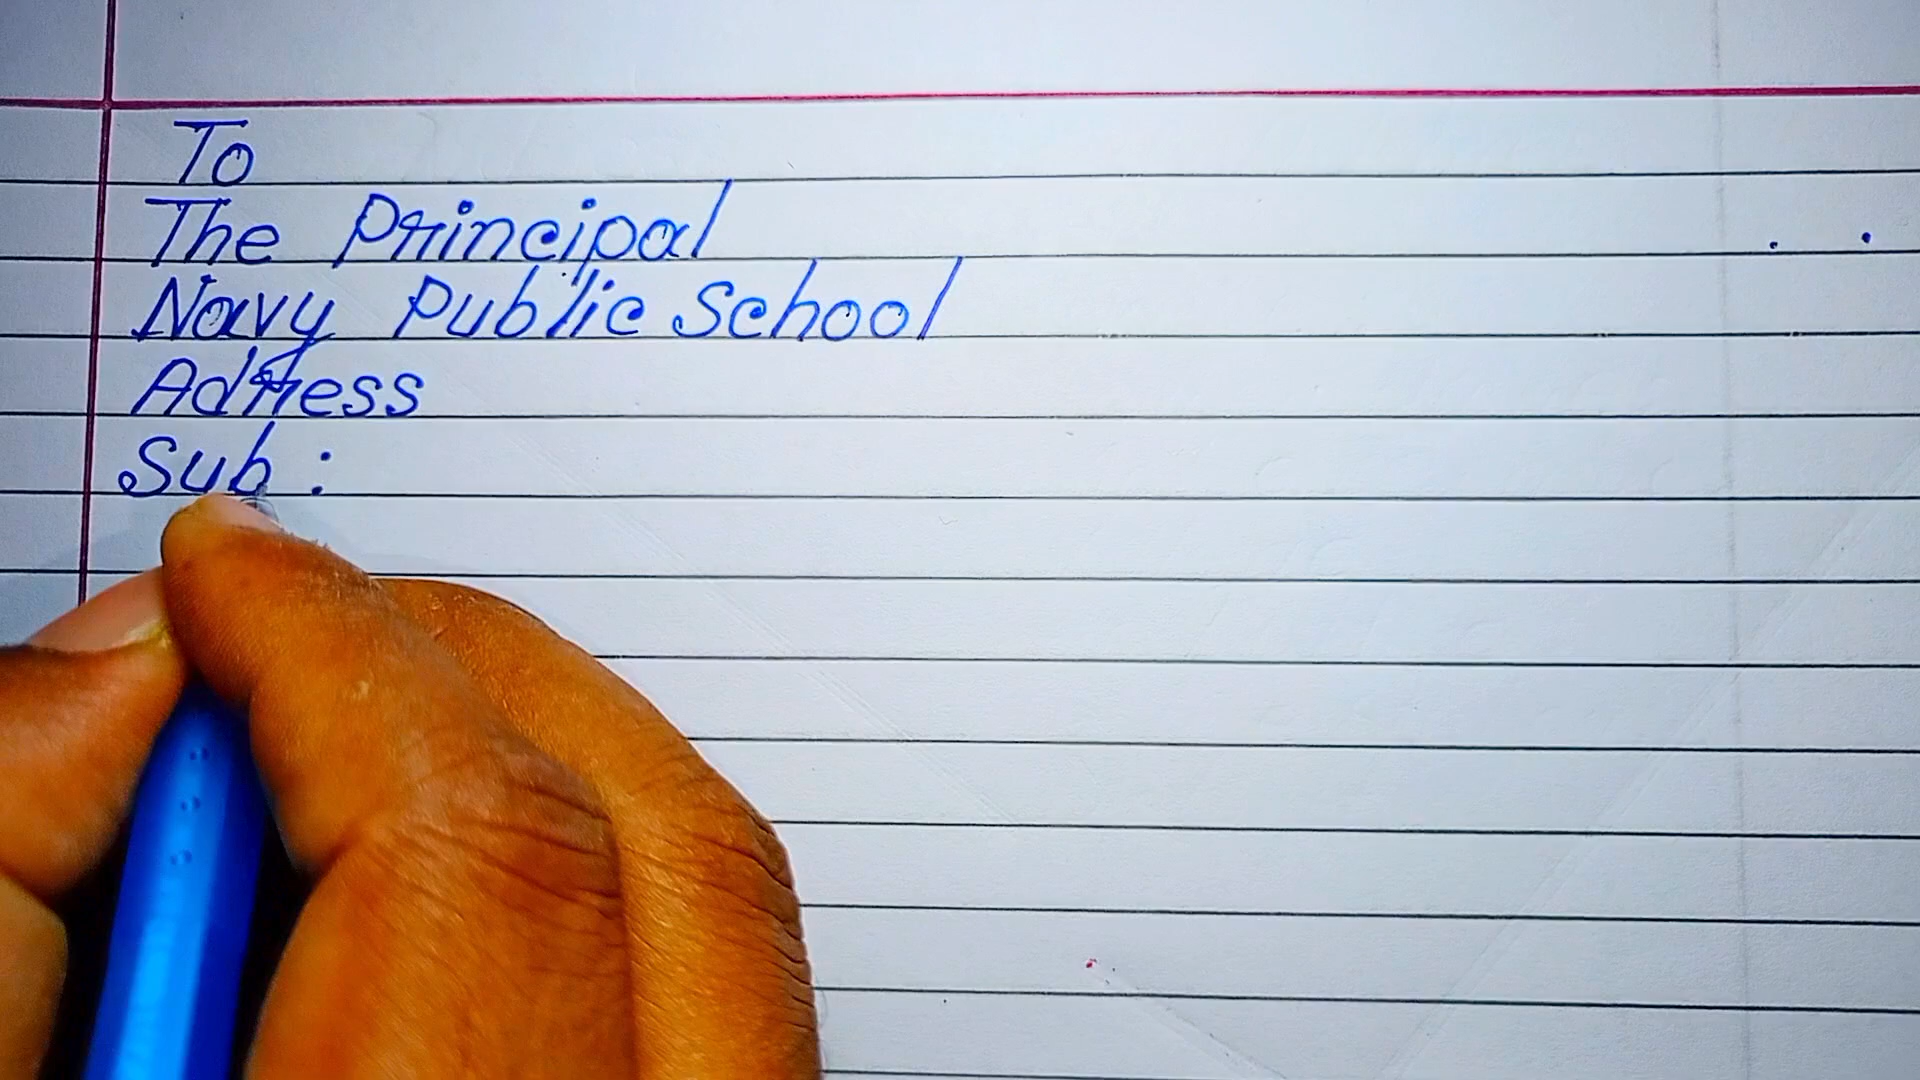 To
The Principal
Navy Public School
Adress
Sub :